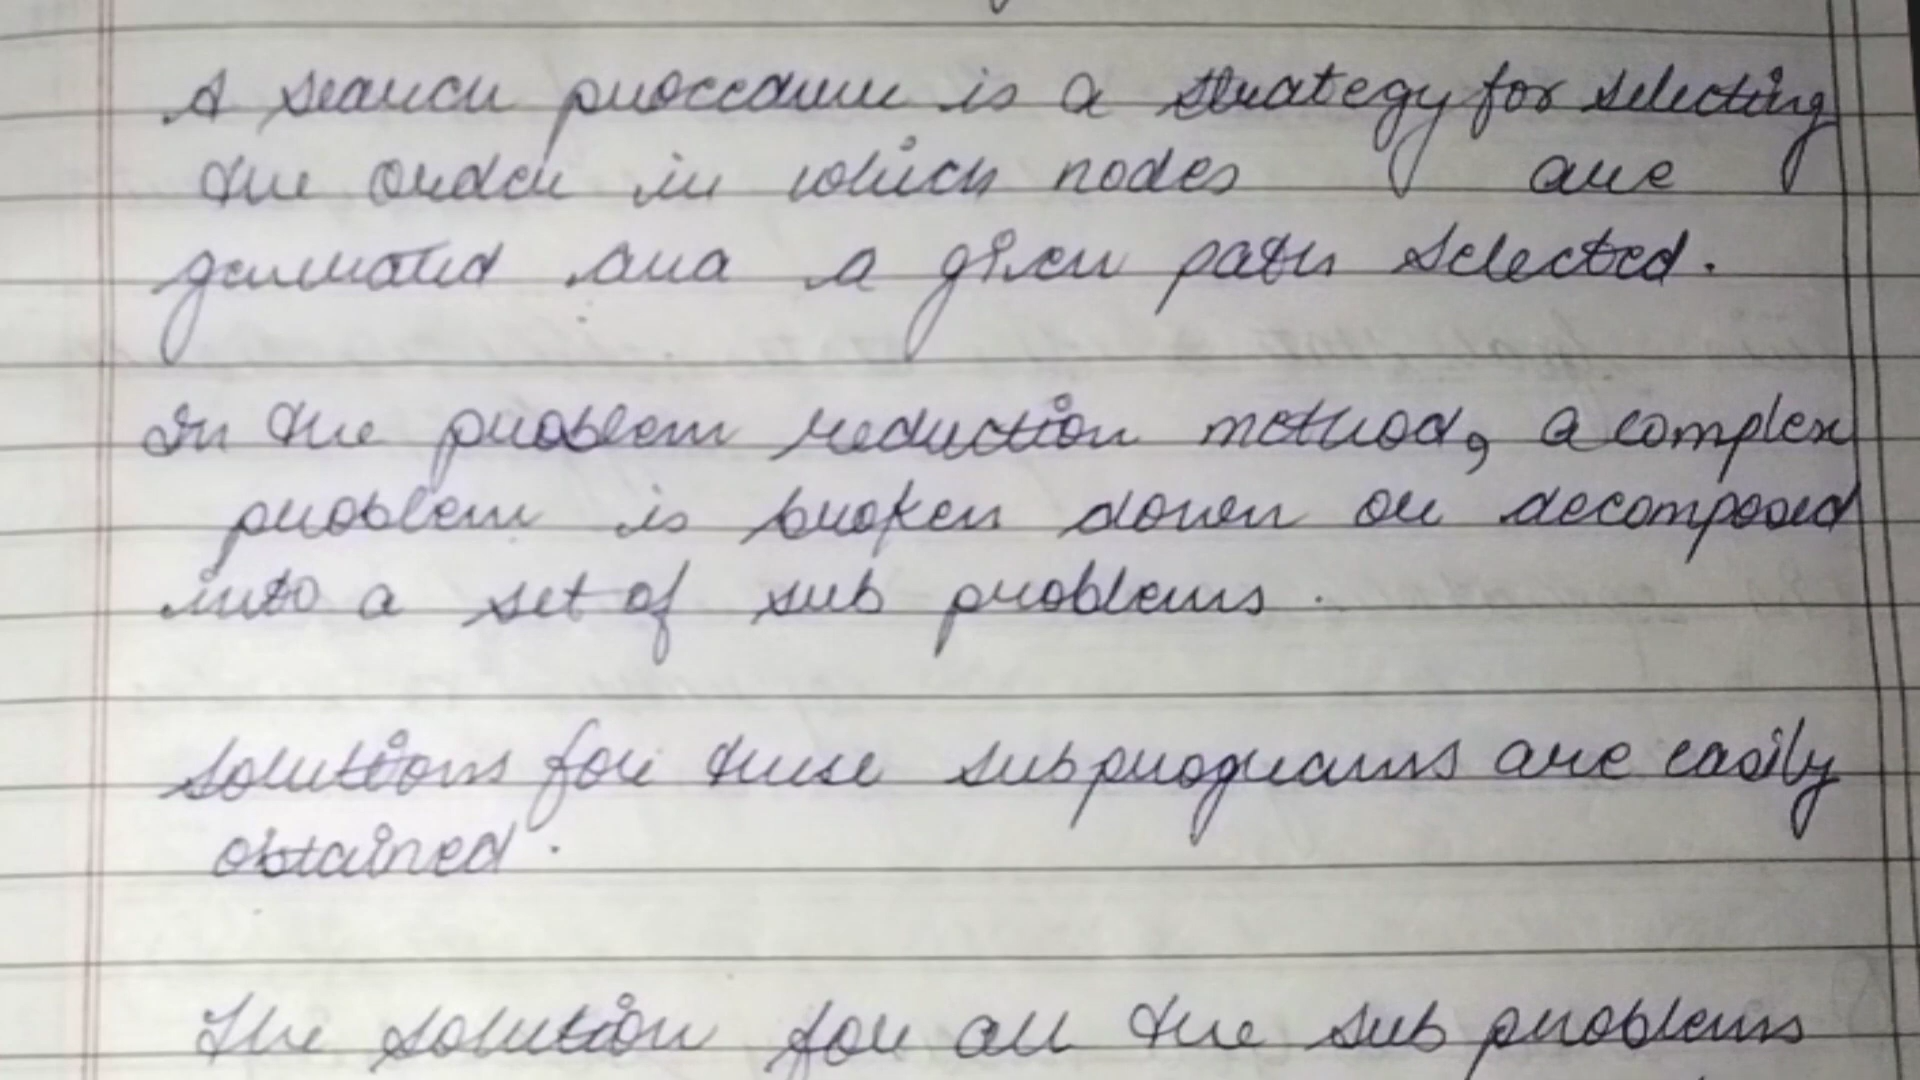 A search procedure is a strategy for selecting
the order in which nodes are
generated and a given path selected.
In the problem reduction method, a complex
problem is broken down or decomposed
into a set of sub problems.
Solutions for these subprograms are easily
obtained.
The solution for all the sub problems